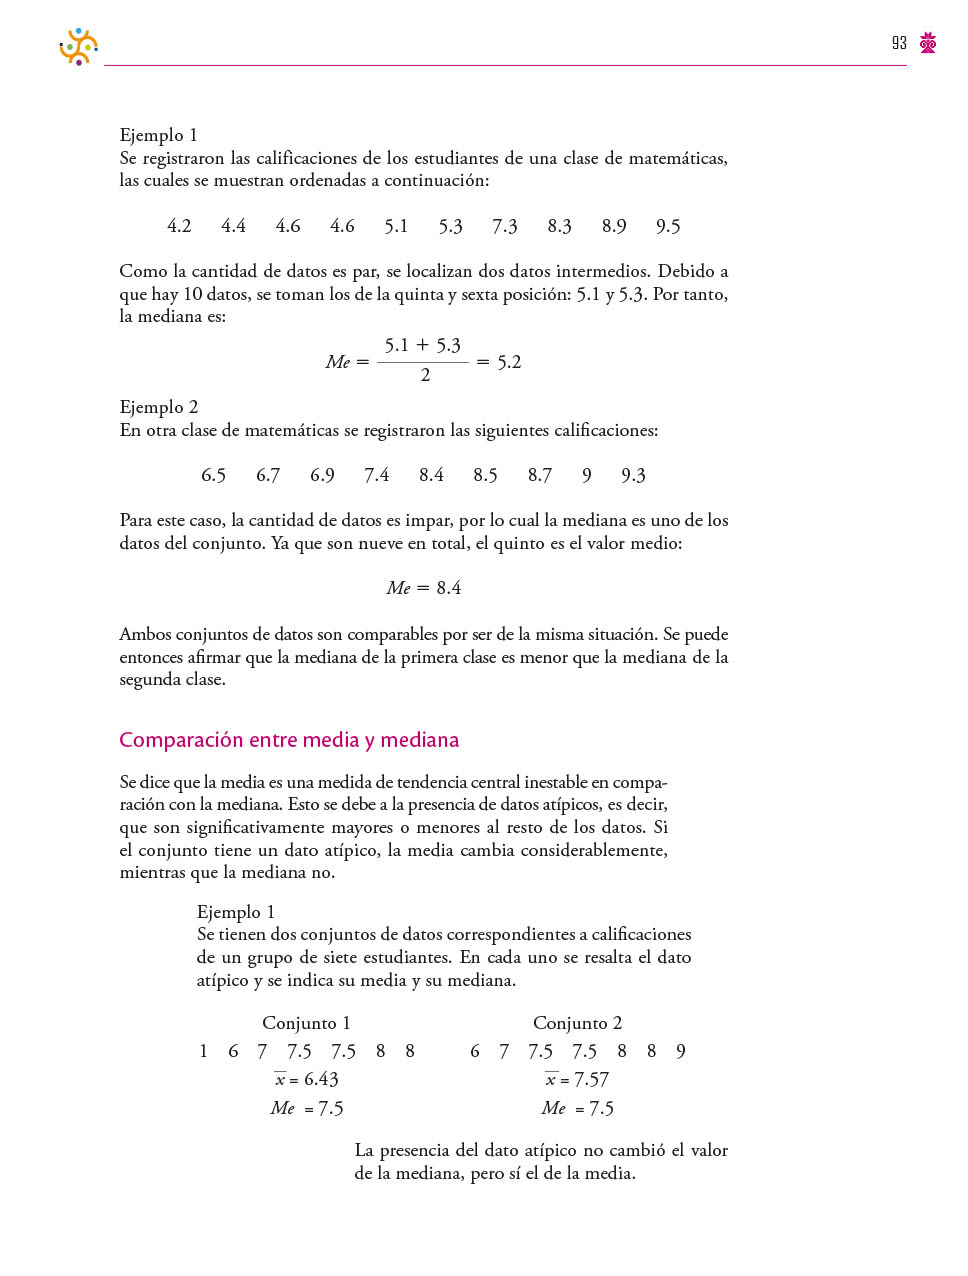 93
Ejemplo 1
Se registraron las calificaciones de los estudiantes de una clase de matemáticas,
las cuales se muestran ordenadas a continuación:
4.2 4.4 4.6 4.6 5.1 5.3 7.3 8.3 8.9 9.5
Como la cantidad de datos es par, se localizan dos datos intermedios. Debido a
que hay 10 datos, se toman los de la quinta y sexta posición: 5.1 y 5.3. Por tanto,
la mediana es:
5.1 + 5.3
Me = = 5.2
2
Ejemplo 2
En otra clase de matemáticas se registraron las siguientes calificaciones:
6.5 6.7 6.9 7.4 8.4 8.5 8.7 9 9.3
Para este caso, la cantidad de datos es impar, por lo cual la mediana es uno de los
datos del conjunto. Ya que son nueve en total, el quinto es el valor medio:
Me = 8.4
Ambos conjuntos de datos son comparables por ser de la misma situación. Se puede
entonces afirmar que la mediana de la primera clase es menor que la mediana de la
segunda clase.
Comparación entre media y mediana
Se dice que la media es una medida de tendencia central inestable en compa-
ración con la mediana. Esto se debe a la presencia de datos atípicos, es decir,
que son significativamente mayores o menores al resto de los datos. Si
el conjunto tiene un dato atípico, la media cambia considerablemente,
mientras que la mediana no.
Ejemplo 1
Se tienen dos conjuntos de datos correspondientes a calificaciones
de un grupo de siete estudiantes. En cada uno se resalta el dato
atípico y se indica su media y su mediana.
Conjunto 1 Conjunto 2
1 6 7 7.5 7.5 8 8 6 7 7.5 7.5 8 8 9
x̅ = 6.43 x̅ = 7.57
Me = 7.5 Me = 7.5
La presencia del dato atípico no cambió el valor
de la mediana, pero sí el de la media.